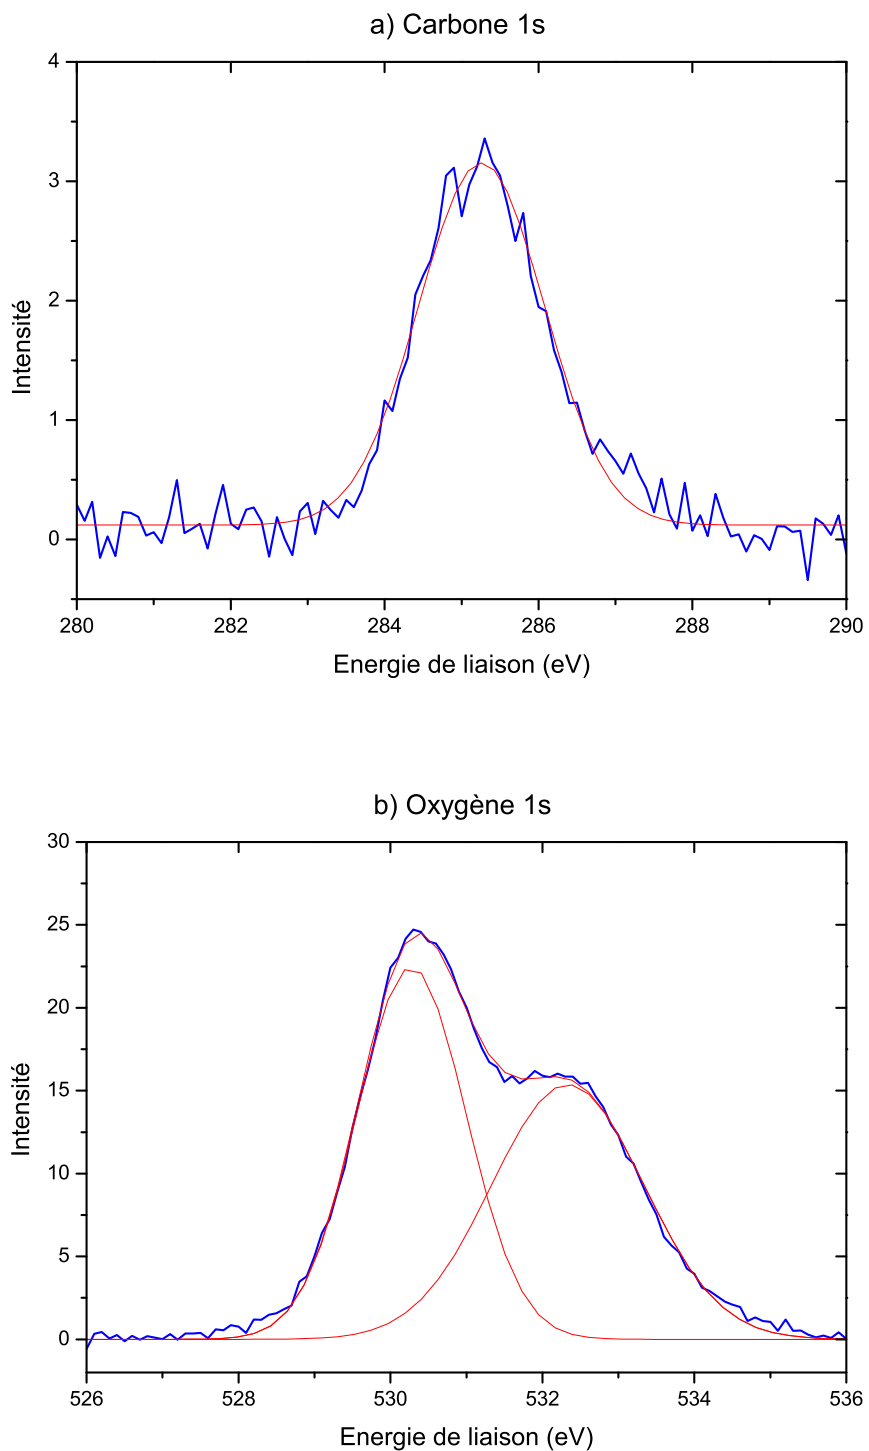 a) Carbone 1s
4
3
2
1
0
Intensité
280 282 284 286 288 290
Energie de liaison (eV)
b) Oxygène 1s
30
25
20
15
10
5
0
Intensité
526 528 530 532 534 536
Energie de liaison (eV)